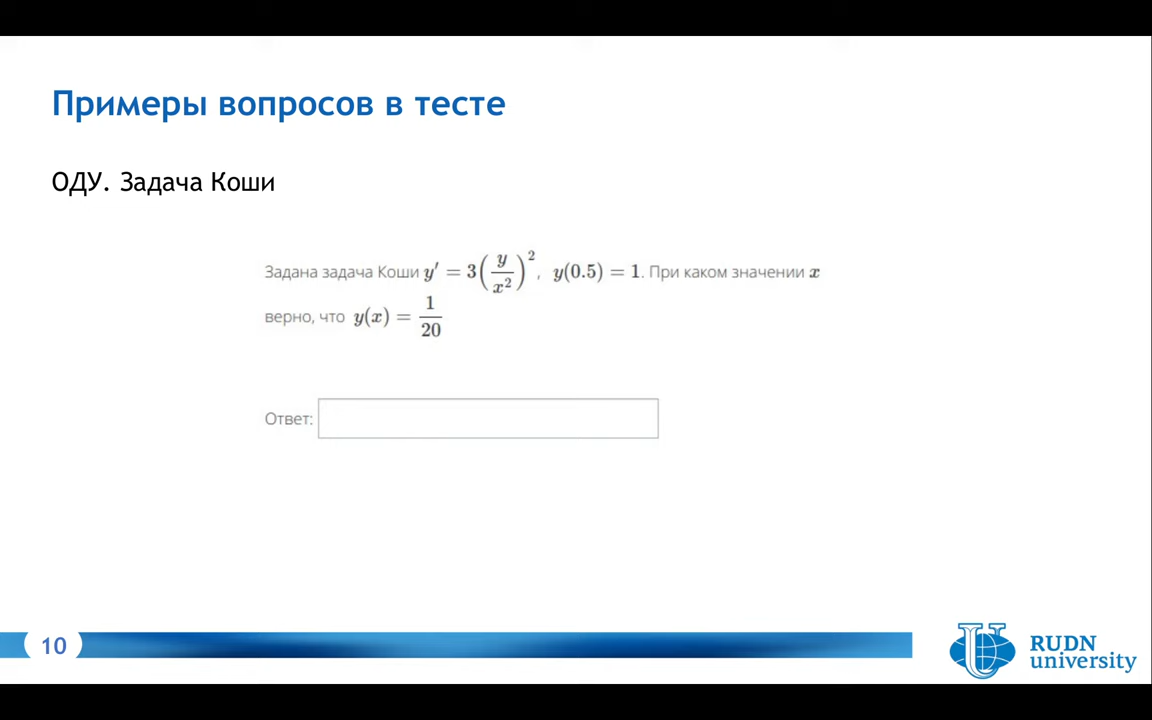 Примеры вопросов в тесте
ОДУ. Задача Коши
Задана задача Коши y′ = 3(y/x²)², y(0.5) = 1. При каком значении x
верно, что y(x) = 1/20
Ответ:
10
RUDN
university